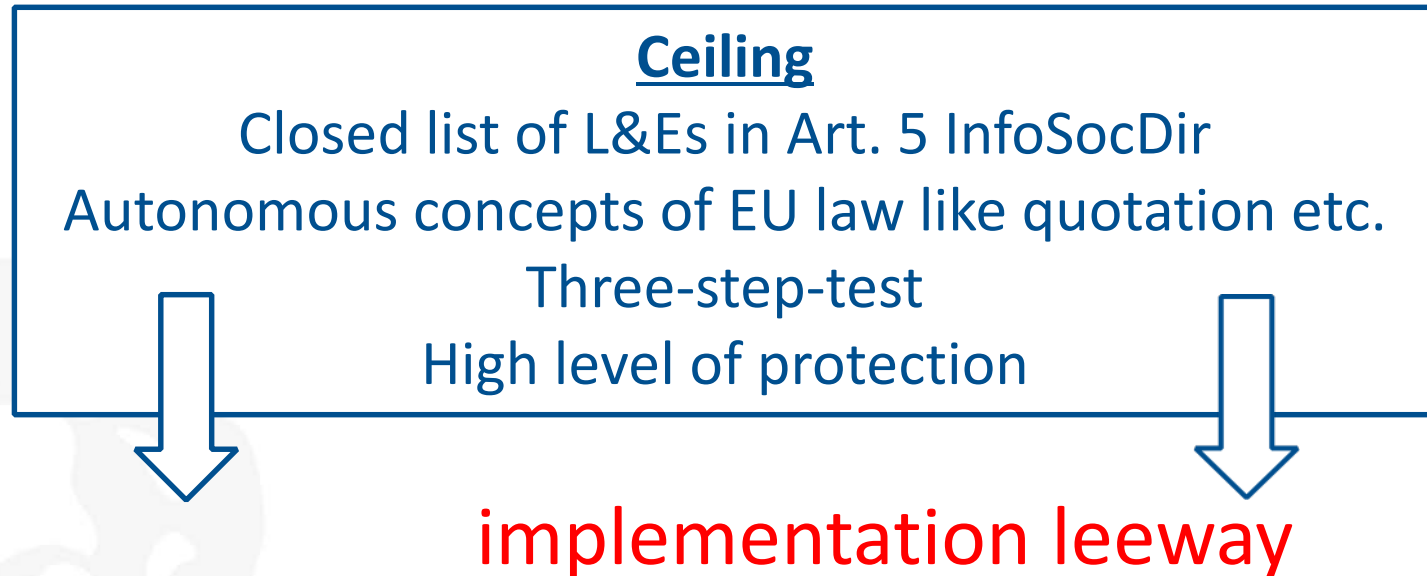 Ceiling
Closed list of L&Es in Art. 5 InfoSocDir
Autonomous concepts of EU law like quotation etc.
Three-step-test
High level of protection
implementation leeway